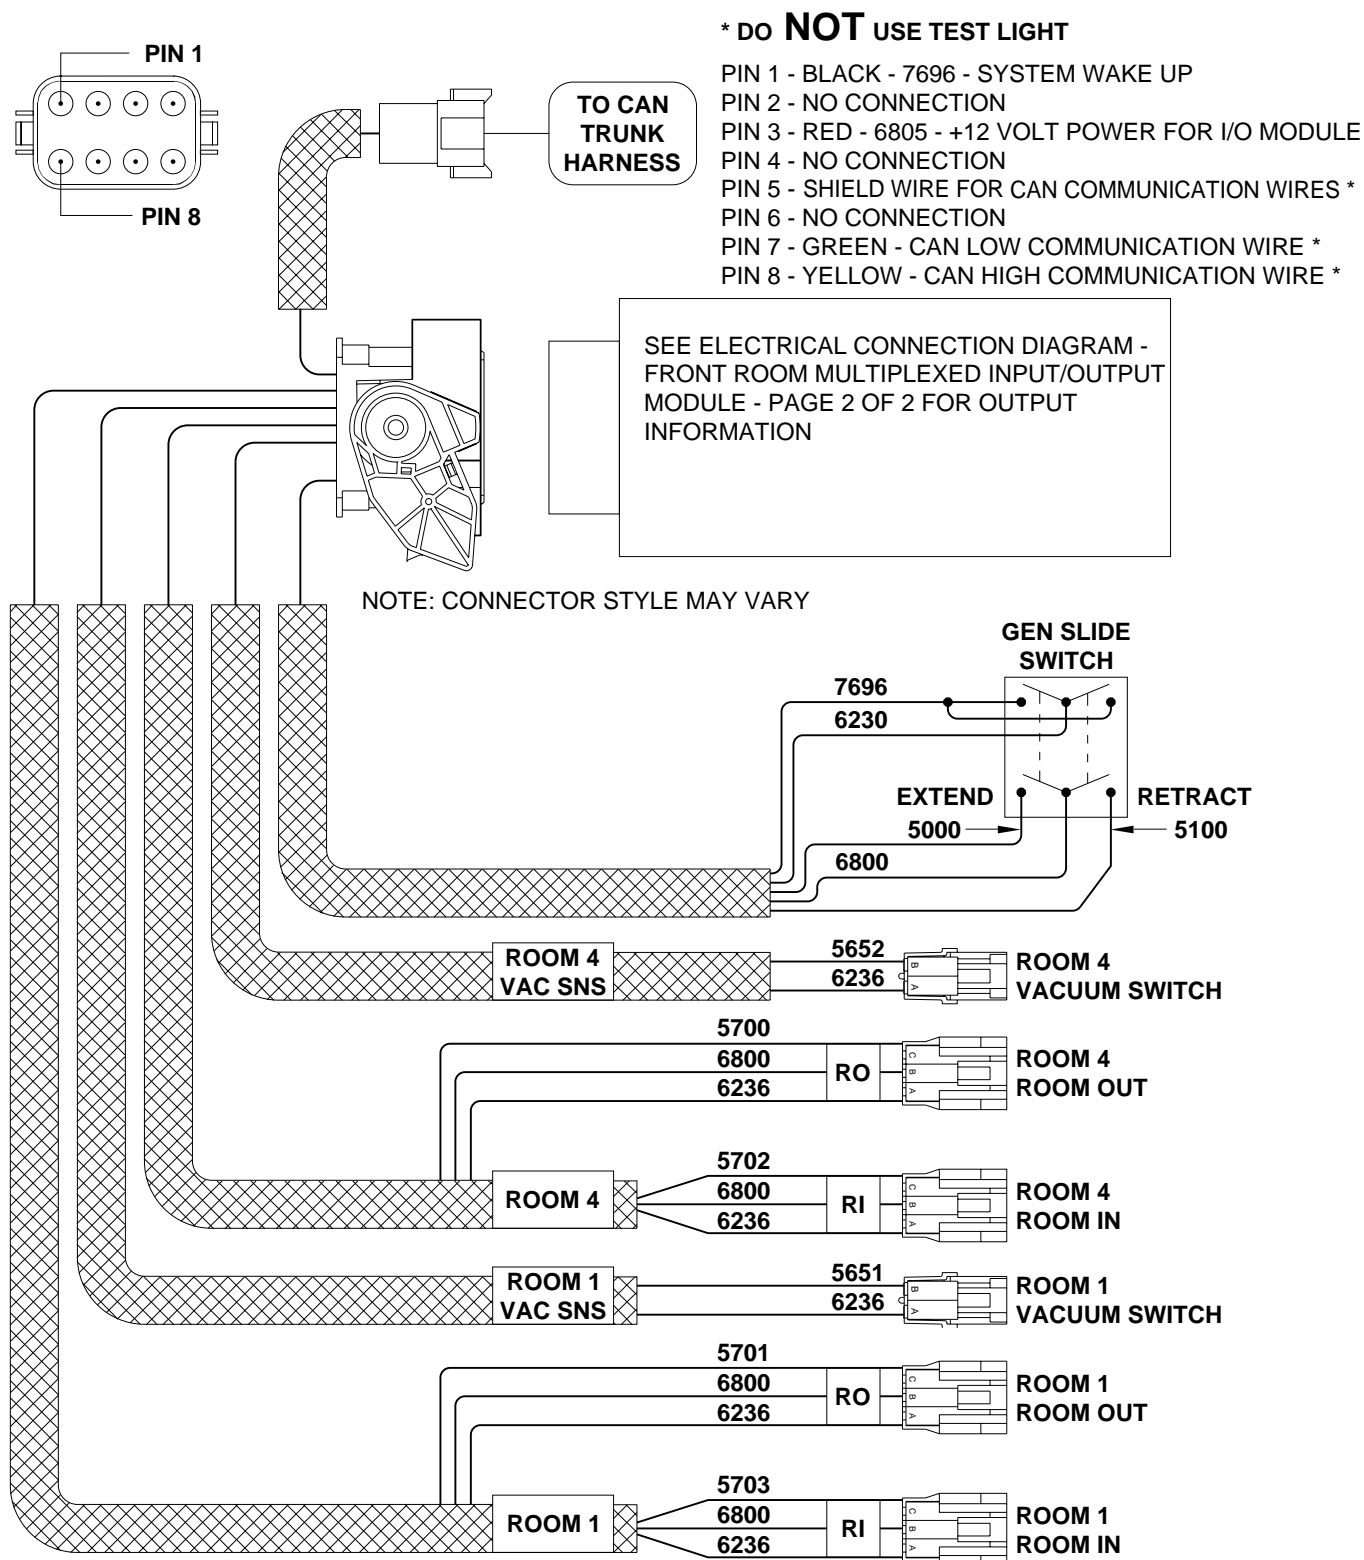 * DO NOT USE TEST LIGHT
PIN 1 - BLACK - 7696 - SYSTEM WAKE UP
PIN 2 - NO CONNECTION
PIN 3 - RED - 6805 - +12 VOLT POWER FOR I/O MODULE
PIN 4 - NO CONNECTION
PIN 5 - SHIELD WIRE FOR CAN COMMUNICATION WIRES *
PIN 6 - NO CONNECTION
PIN 7 - GREEN - CAN LOW COMMUNICATION WIRE *
PIN 8 - YELLOW - CAN HIGH COMMUNICATION WIRE *
PIN 1
PIN 8
TO CAN
TRUNK
HARNESS
SEE ELECTRICAL CONNECTION DIAGRAM -
FRONT ROOM MULTIPLEXED INPUT/OUTPUT
MODULE - PAGE 2 OF 2 FOR OUTPUT
INFORMATION
NOTE: CONNECTOR STYLE MAY VARY
GEN SLIDE
SWITCH
7696
6230
EXTEND
RETRACT
5000
5100
6800
ROOM 4
VAC SNS
5652
6236
B
A
ROOM 4
VACUUM SWITCH
5700
6800
6236
RO
C
B
A
ROOM 4
ROOM OUT
ROOM 4
5702
6800
6236
RI
C
B
A
ROOM 4
ROOM IN
ROOM 1
VAC SNS
5651
6236
B
A
ROOM 1
VACUUM SWITCH
5701
6800
6236
RO
C
B
A
ROOM 1
ROOM OUT
ROOM 1
5703
6800
6236
RI
C
B
A
ROOM 1
ROOM IN